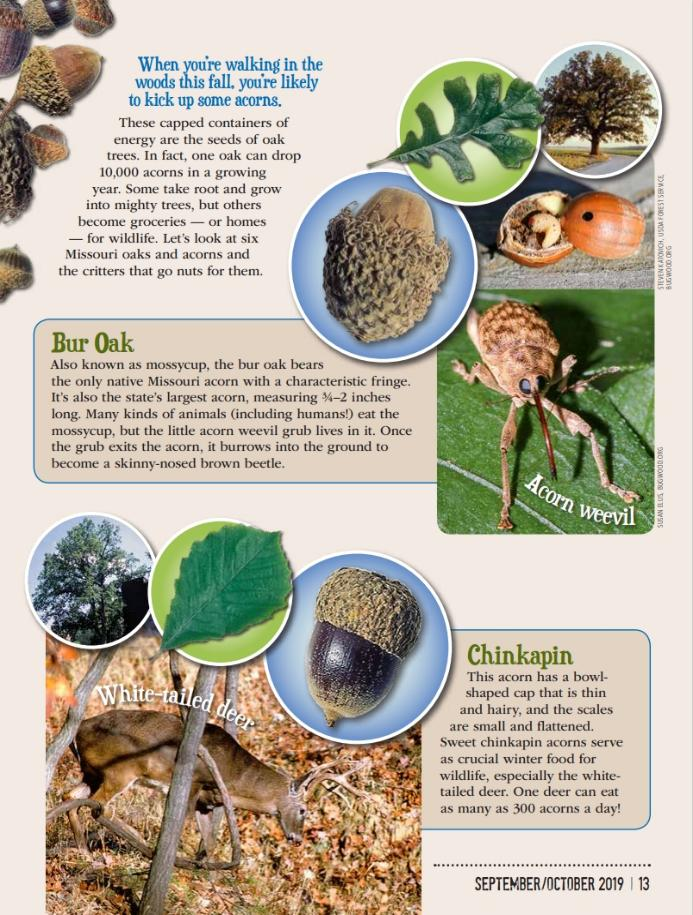 When you're walking in the
woods this fall, you're likely
to kick up some acorns.
These capped containers of
energy are the seeds of oak
trees. In fact, one oak can drop
10,000 acorns in a growing
year. Some take root and grow
into mighty trees, but others
become groceries — or homes
— for wildlife. Let's look at six
Missouri oaks and acorns and
the critters that go nuts for them.
STEVEN KATOVICH, USDA FOREST SERVICE,
BUGWOOD.ORG
Bur Oak
Also known as mossycup, the bur oak bears
the only native Missouri acorn with a characteristic fringe.
It's also the state's largest acorn, measuring ¾–2 inches
long. Many kinds of animals (including humans!) eat the
mossycup, but the little acorn weevil grub lives in it. Once
the grub exits the acorn, it burrows into the ground to
become a skinny-nosed brown beetle.
Acorn weevil
SUSAN ELLIS, BUGWOOD.ORG
White-tailed deer
Chinkapin
This acorn has a bowl-
shaped cap that is thin
and hairy, and the scales
are small and flattened.
Sweet chinkapin acorns serve
as crucial winter food for
wildlife, especially the white-
tailed deer. One deer can eat
as many as 300 acorns a day!
SEPTEMBER/OCTOBER 2019 | 13